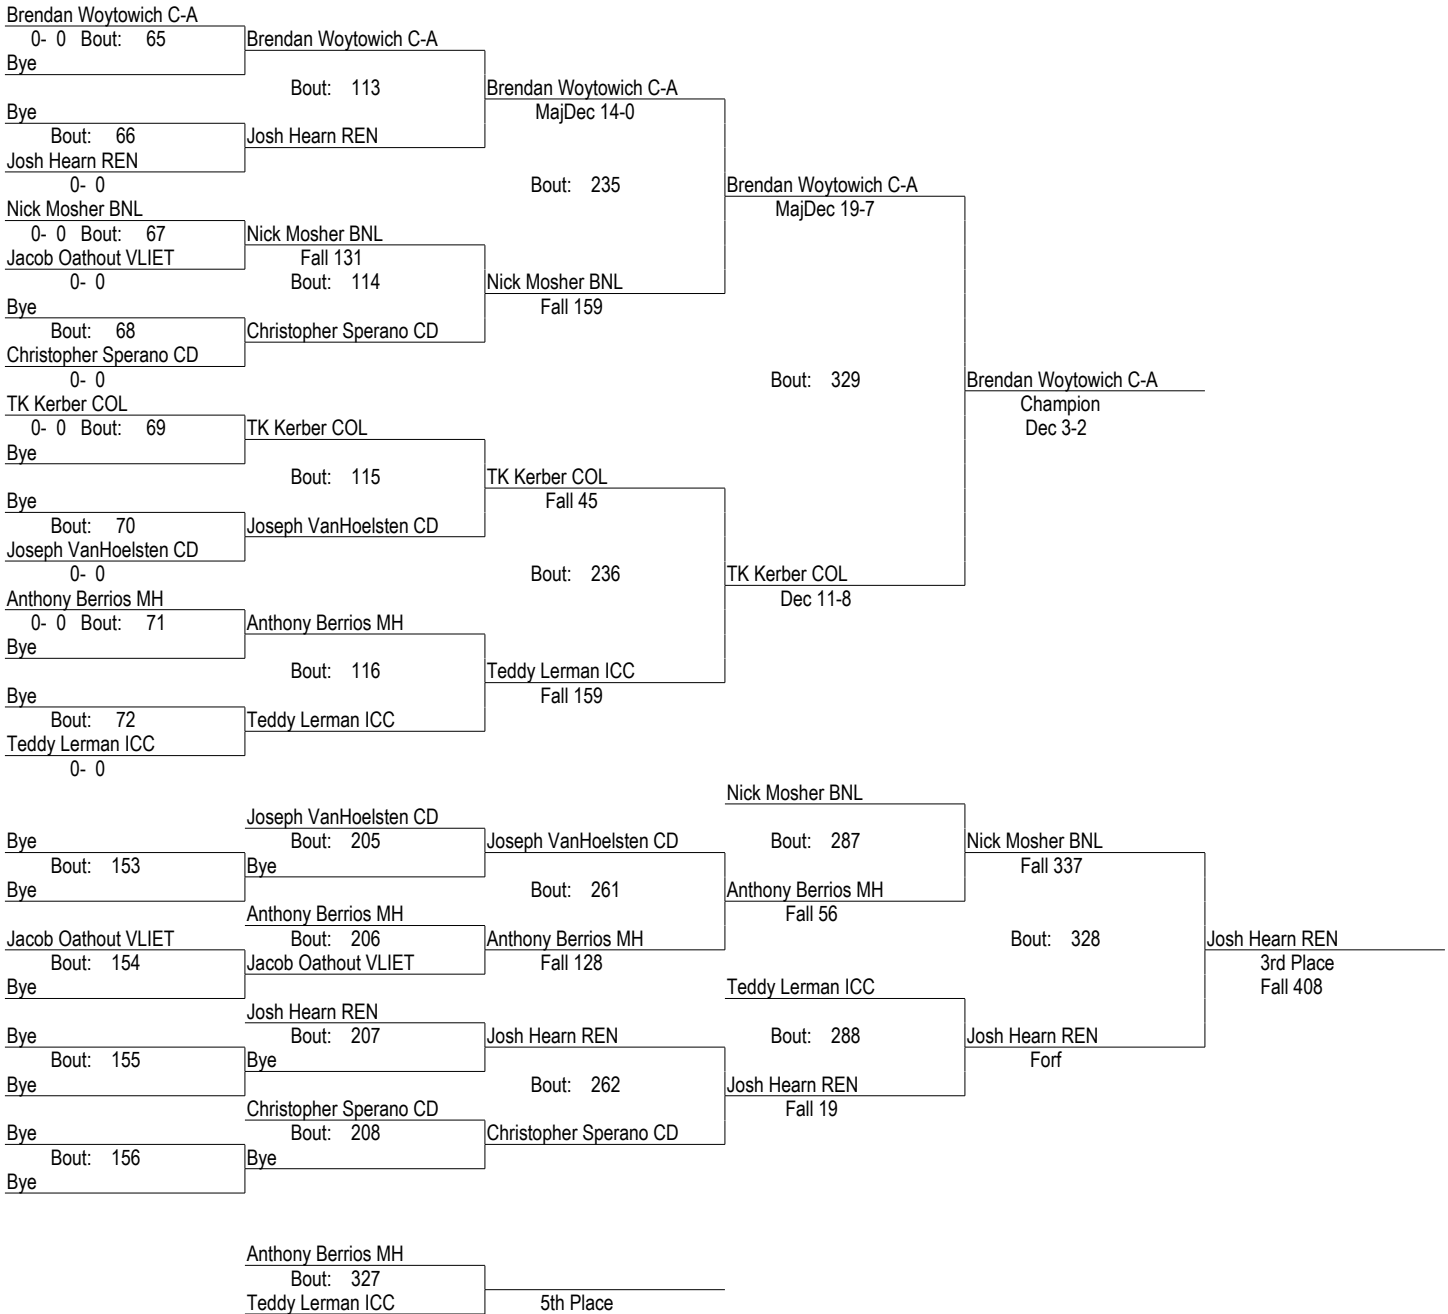 Brendan Woytowich C-A
0- 0 Bout: 65
Bye
Brendan Woytowich C-A
Bout: 113
Bye
Bout: 66
Josh Hearn REN
0- 0
Josh Hearn REN
Brendan Woytowich C-A
MajDec 14-0
Bout: 235
Nick Mosher BNL
0- 0 Bout: 67
Jacob Oathout VLIET
0- 0
Nick Mosher BNL
Fall 131
Bout: 114
Bye
Bout: 68
Christopher Sperano CD
0- 0
Christopher Sperano CD
Nick Mosher BNL
Fall 159
Brendan Woytowich C-A
MajDec 19-7
Bout: 329
TK Kerber COL
0- 0 Bout: 69
Bye
TK Kerber COL
Bout: 115
Bye
Bout: 70
Joseph VanHoelsten CD
0- 0
Joseph VanHoelsten CD
TK Kerber COL
Fall 45
Bout: 236
Anthony Berrios MH
0- 0 Bout: 71
Bye
Anthony Berrios MH
Bout: 116
Bye
Bout: 72
Teddy Lerman ICC
0- 0
Teddy Lerman ICC
Teddy Lerman ICC
Fall 159
TK Kerber COL
Dec 11-8
Brendan Woytowich C-A
Champion
Dec 3-2
Bye
Bout: 153
Bye
Joseph VanHoelsten CD
Bout: 205
Bye
Joseph VanHoelsten CD
Bout: 261
Jacob Oathout VLIET
Bout: 154
Bye
Anthony Berrios MH
Bout: 206
Jacob Oathout VLIET
Anthony Berrios MH
Fall 128
Nick Mosher BNL
Bout: 287
Anthony Berrios MH
Fall 56
Nick Mosher BNL
Fall 337
Bout: 328
Bye
Bout: 155
Bye
Josh Hearn REN
Bout: 207
Bye
Josh Hearn REN
Bout: 262
Bye
Bout: 156
Bye
Christopher Sperano CD
Bout: 208
Bye
Christopher Sperano CD
Teddy Lerman ICC
Bout: 288
Josh Hearn REN
Fall 19
Josh Hearn REN
Forf
Josh Hearn REN
3rd Place
Fall 408
Anthony Berrios MH
Bout: 327
Teddy Lerman ICC
5th Place